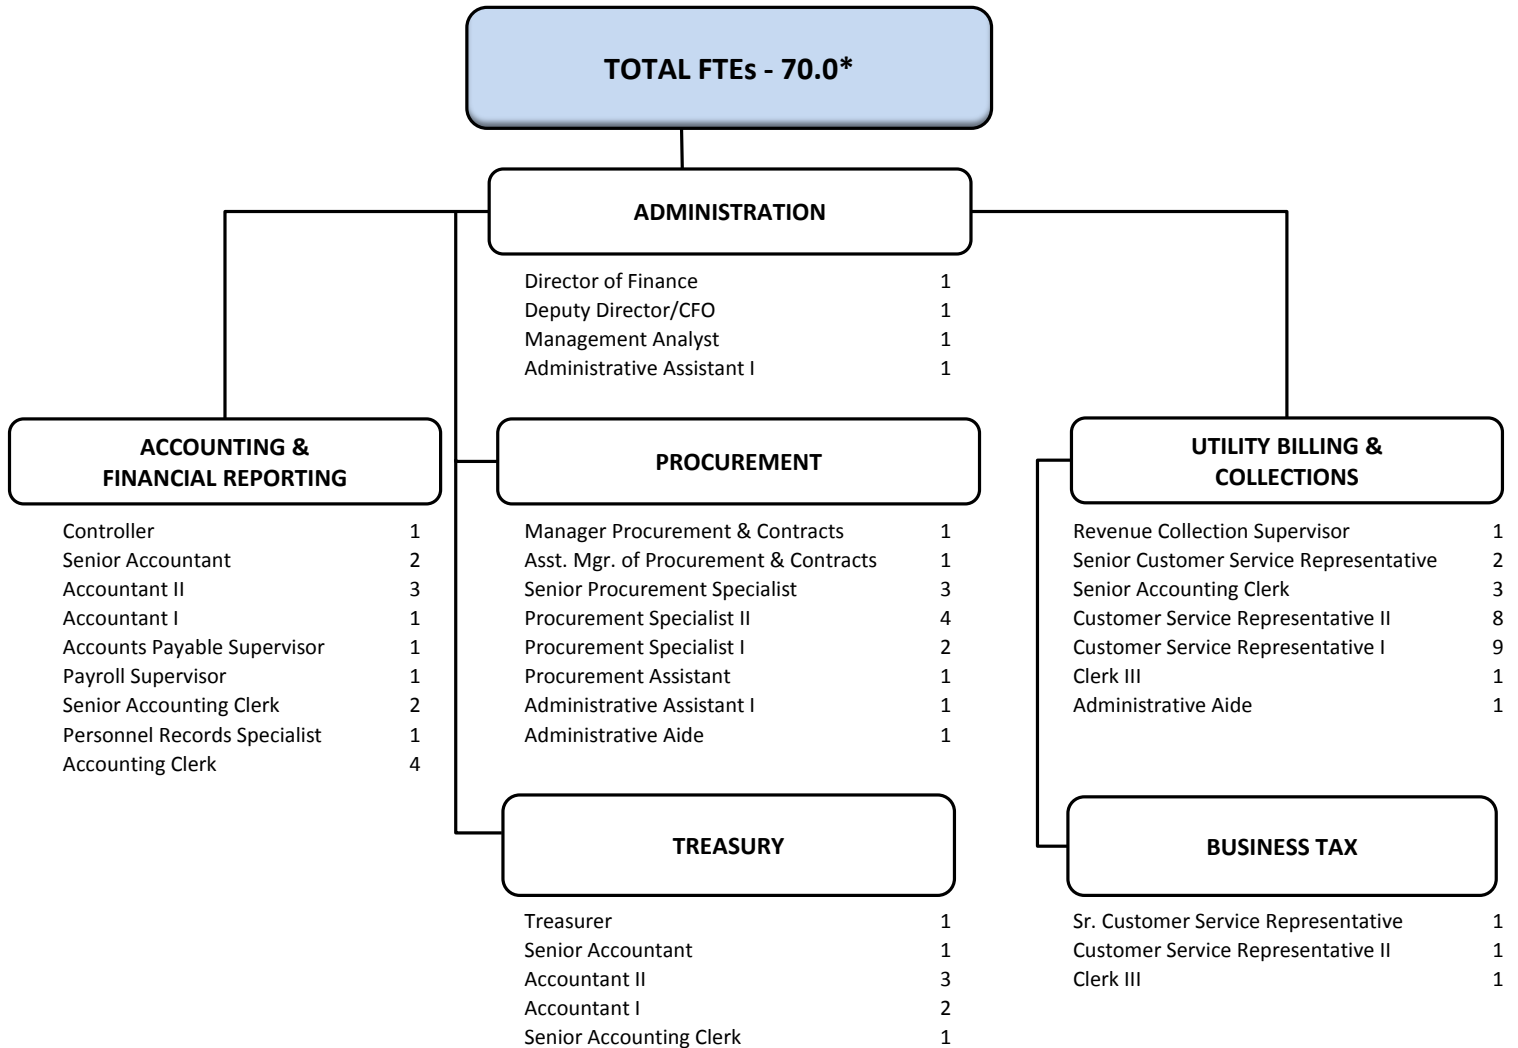 TOTAL FTEs - 70.0*
ADMINISTRATION
Director of Finance 1
Deputy Director/CFO 1
Management Analyst 1
Administrative Assistant I 1
ACCOUNTING &
FINANCIAL REPORTING
Controller 1
Senior Accountant 2
Accountant II 3
Accountant I 1
Accounts Payable Supervisor 1
Payroll Supervisor 1
Senior Accounting Clerk 2
Personnel Records Specialist 1
Accounting Clerk 4
PROCUREMENT
Manager Procurement & Contracts 1
Asst. Mgr. of Procurement & Contracts 1
Senior Procurement Specialist 3
Procurement Specialist II 4
Procurement Specialist I 2
Procurement Assistant 1
Administrative Assistant I 1
Administrative Aide 1
TREASURY
Treasurer 1
Senior Accountant 1
Accountant II 3
Accountant I 2
Senior Accounting Clerk 1
UTILITY BILLING &
COLLECTIONS
Revenue Collection Supervisor 1
Senior Customer Service Representative 2
Senior Accounting Clerk 3
Customer Service Representative II 8
Customer Service Representative I 9
Clerk III 1
Administrative Aide 1
BUSINESS TAX
Sr. Customer Service Representative 1
Customer Service Representative II 1
Clerk III 1